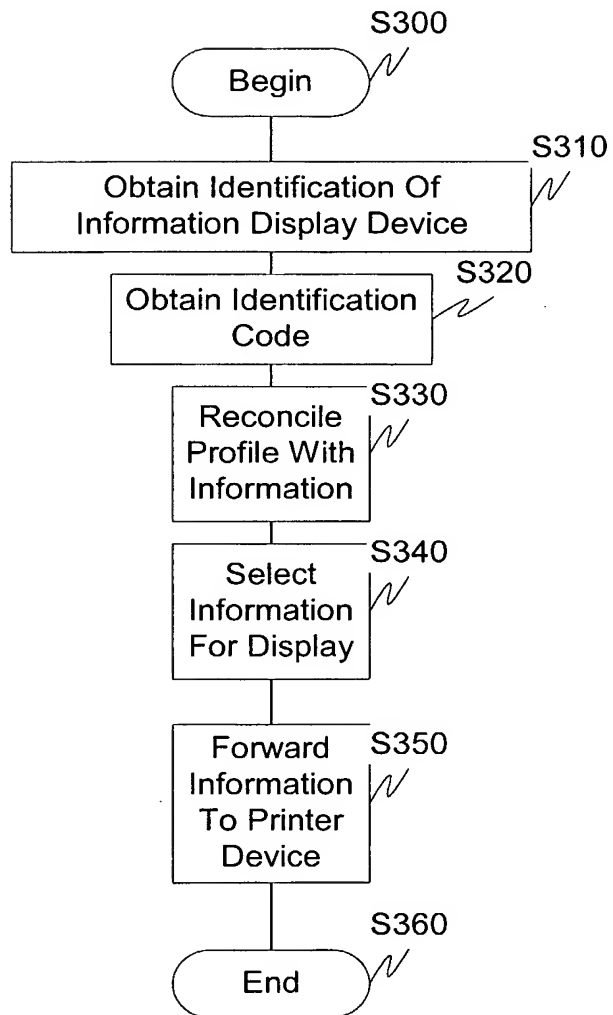 S300
Begin
S310
Obtain Identification Of
Information Display Device
S320
Obtain Identification
Code
S330
Reconcile
Profile With
Information
S340
Select
Information
For Display
S350
Forward
Information
To Printer
Device
S360
End